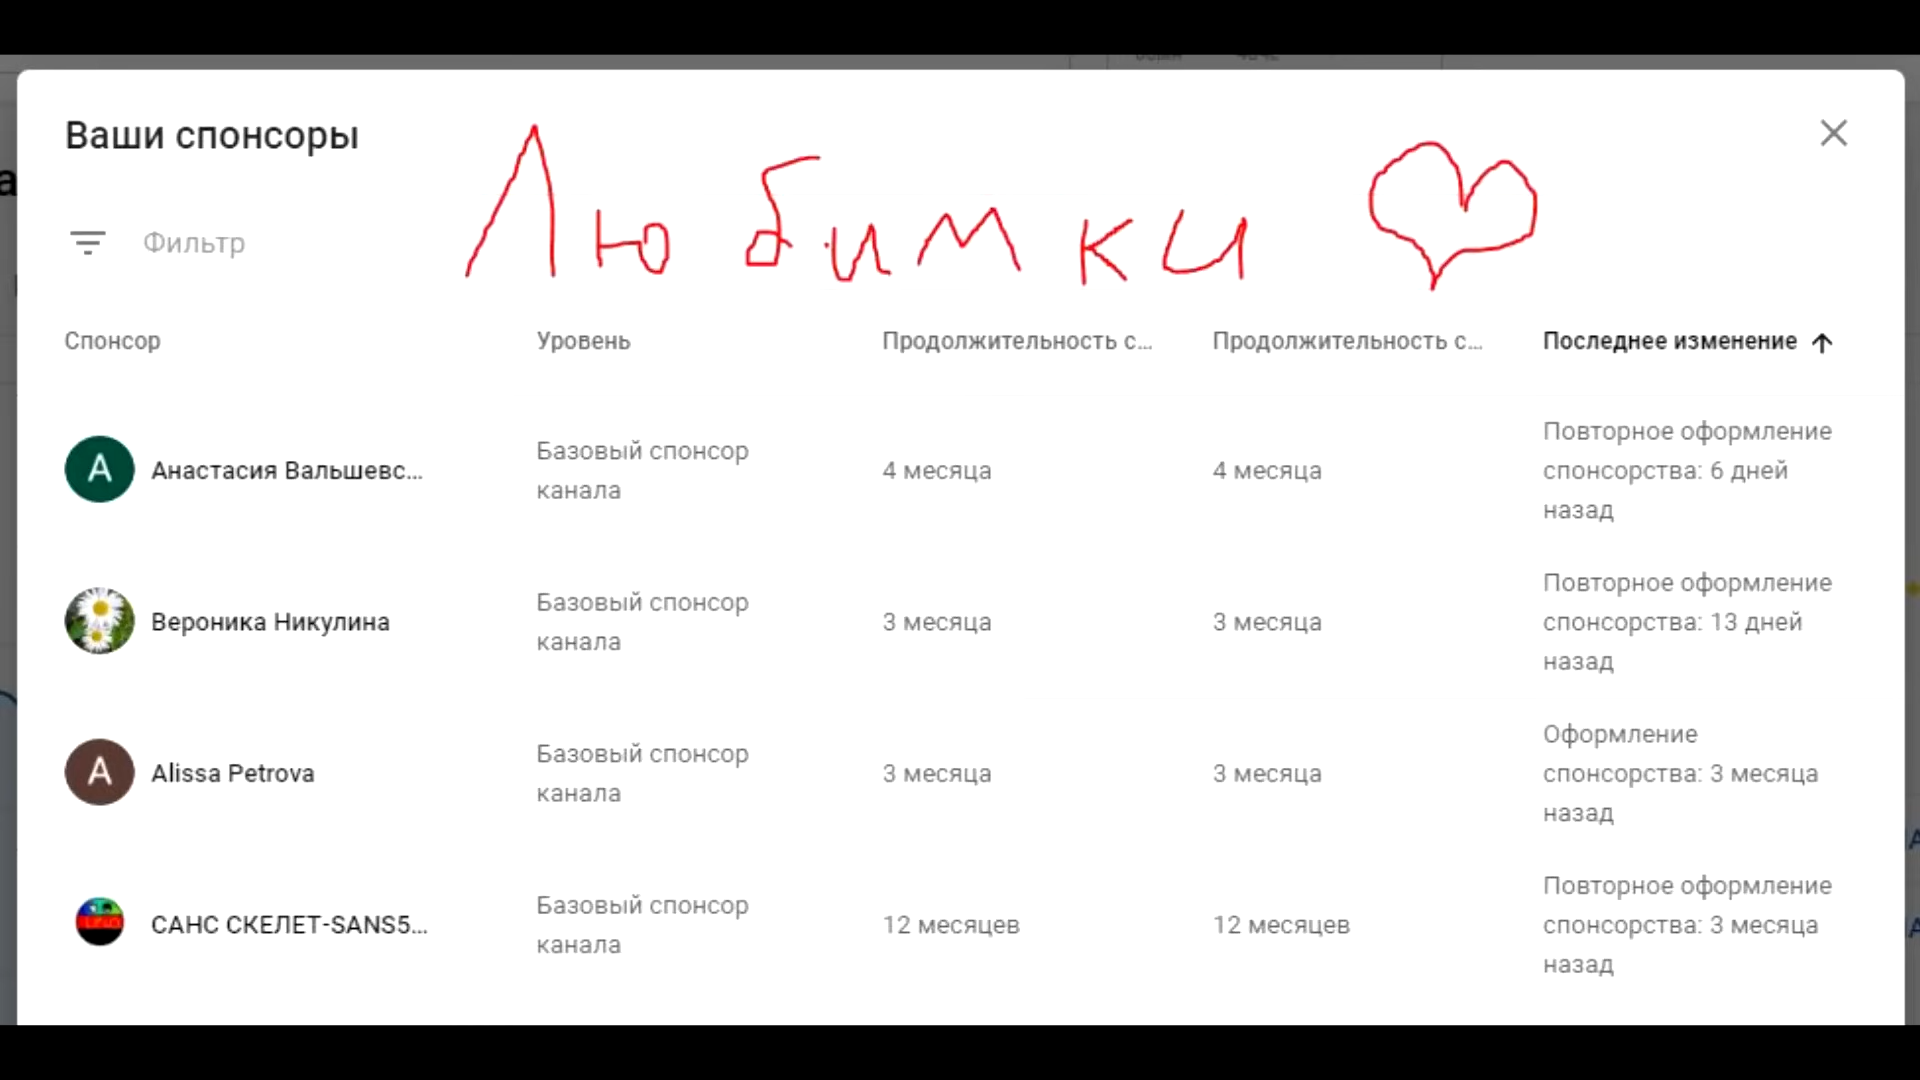 Ваши спонсоры
Любимки
Фильтр
Спонсор Уровень Продолжительность с... Продолжительность с... Последнее изменение
А Анастасия Вальшевс... Базовый спонсор канала 4 месяца 4 месяца Повторное оформление спонсорства: 6 дней назад
Вероника Никулина Базовый спонсор канала 3 месяца 3 месяца Повторное оформление спонсорства: 13 дней назад
A Alissa Petrova Базовый спонсор канала 3 месяца 3 месяца Оформление спонсорства: 3 месяца назад
САНС СКЕЛЕТ-SANS5... Базовый спонсор канала 12 месяцев 12 месяцев Повторное оформление спонсорства: 3 месяца назад